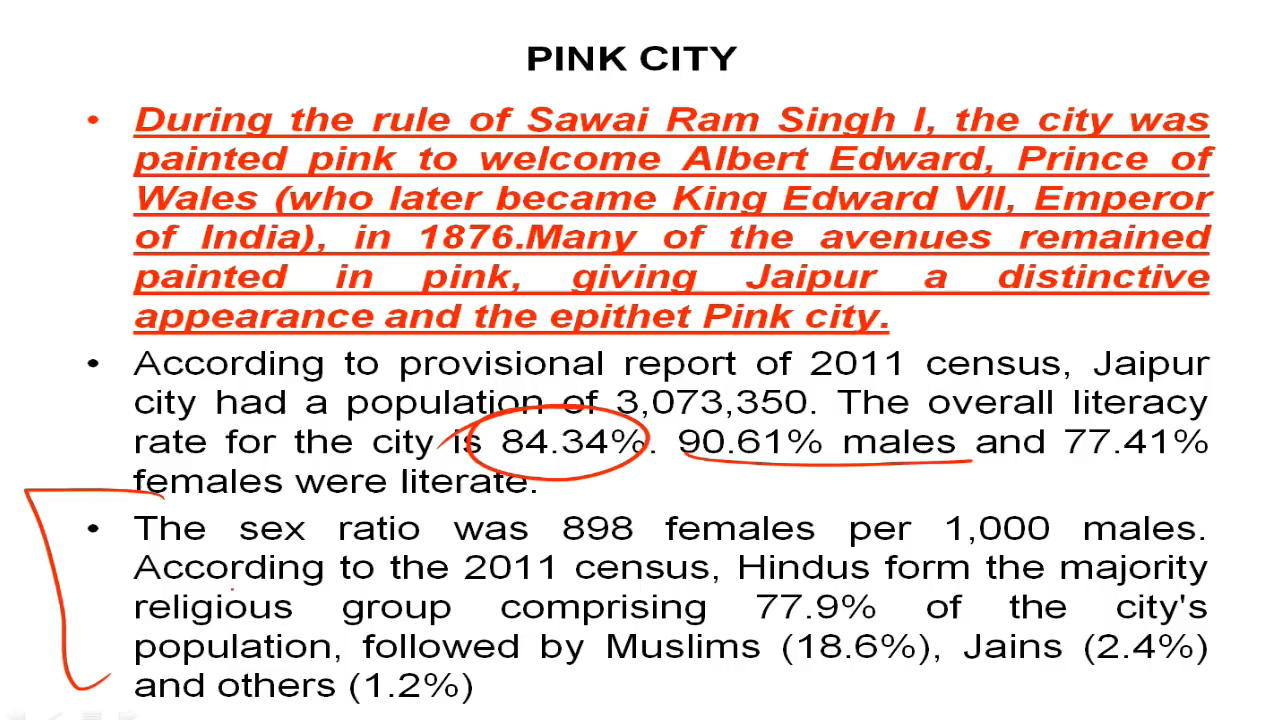 PINK CITY
• During the rule of Sawai Ram Singh I, the city was
painted pink to welcome Albert Edward, Prince of
Wales (who later became King Edward VII, Emperor
of India), in 1876.Many of the avenues remained
painted in pink, giving Jaipur a distinctive
appearance and the epithet Pink city.
• According to provisional report of 2011 census, Jaipur
city had a population of 3,073,350. The overall literacy
rate for the city is 84.34%. 90.61% males and 77.41%
females were literate.
• The sex ratio was 898 females per 1,000 males.
According to the 2011 census, Hindus form the majority
religious group comprising 77.9% of the city's
population, followed by Muslims (18.6%), Jains (2.4%)
and others (1.2%)